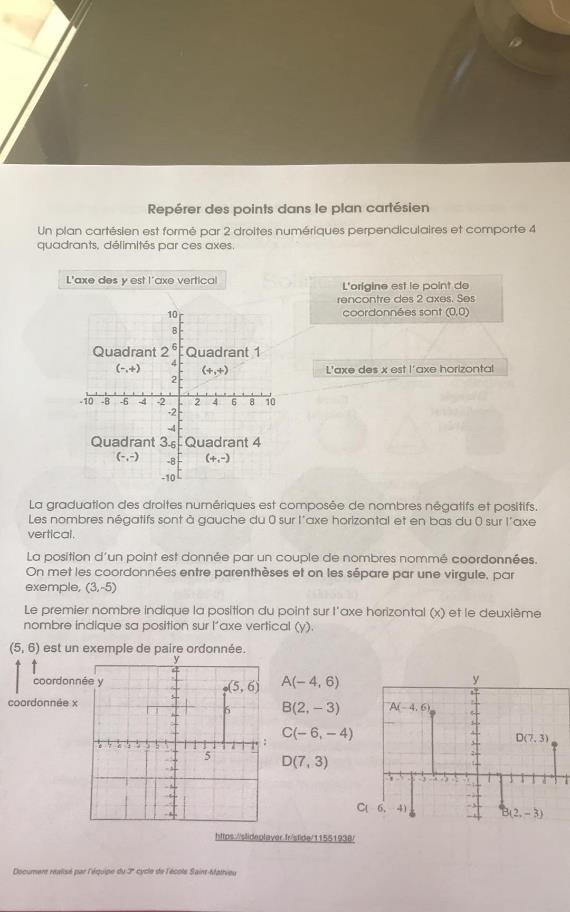 Repérer des points dans le plan cartésien
Un plan cartésien est formé par 2 droites numériques perpendiculaires et comporte 4
quadrants, délimités par ces axes.
L'axe des y est l'axe vertical
L'origine est le point de
rencontre des 2 axes. Ses
coordonnées sont (0,0)
10
8
Quadrant 2 6 Quadrant 1
(-,+) 4 (+,+)
2
L'axe des x est l'axe horizontal
-10 -8 -6 -4 -2 2 4 6 8 10
-2
-4
Quadrant 3 -6 Quadrant 4
(-,-) -8 (+,-)
-10
La graduation des droites numériques est composée de nombres négatifs et positifs.
Les nombres négatifs sont à gauche du 0 sur l'axe horizontal et en bas du 0 sur l'axe
vertical.
La position d'un point est donnée par un couple de nombres nommé coordonnées.
On met les coordonnées entre parenthèses et on les sépare par une virgule, par
exemple, (3,-5)
Le premier nombre indique la position du point sur l'axe horizontal (x) et le deuxième
nombre indique sa position sur l'axe vertical (y).
(5, 6) est un exemple de paire ordonnée.
coordonnée y
coordonnée x
y
(5, 6)
6
5
A(– 4, 6)
B(2, – 3)
C(– 6, – 4)
D(7, 3)
y
A(– 4, 6)
D(7, 3)
C( 6, 4)
B(2, – 3)
https://slideplayer.fr/slide/11551938/
Document réalisé par l'équipe du 3e cycle de l'école Saint-Mathieu